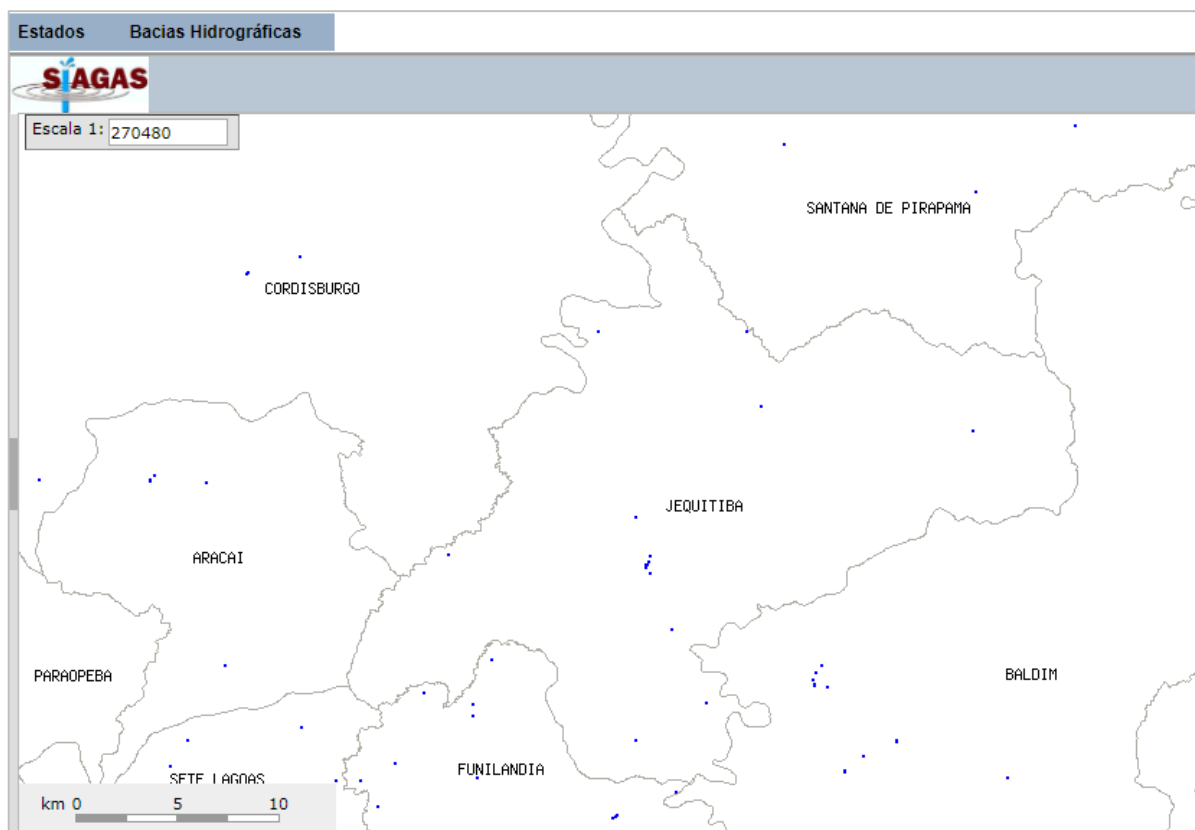 Estados Bacias Hidrográficas
SIAGAS
Escala 1: 270480
SANTANA DE PIRAPAMA
CORDISBURGO
JEQUITIBA
ARACAI
PARAOPEBA
BALDIM
FUNILANDIA
SETE LAGOAS
km 0 5 10